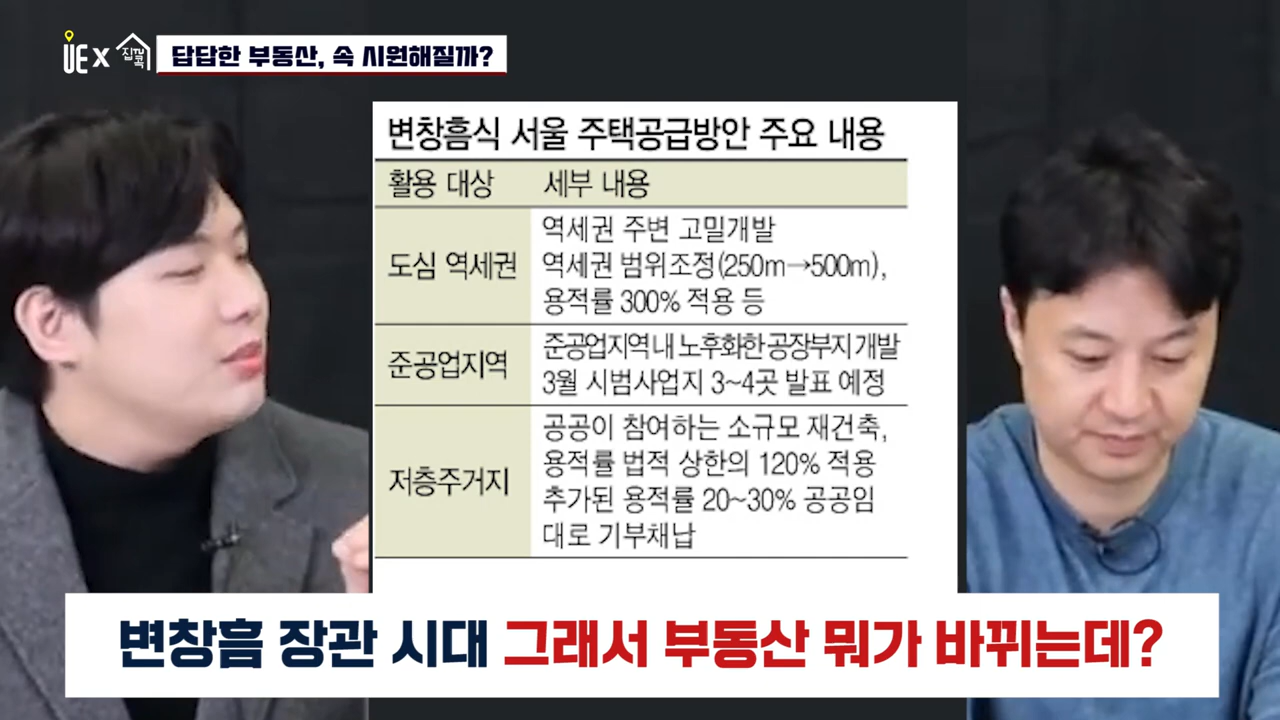 UE X 집꾹꾹
답답한 부동산, 속 시원해질까?
변창흠식 서울 주택공급방안 주요 내용
활용 대상 세부 내용
도심 역세권
역세권 주변 고밀개발
역세권 범위조정(250m→500m),
용적률 300% 적용 등
준공업지역
준공업지역 내 노후화한 공장부지 개발
3월 시범사업지 3~4곳 발표 예정
저층주거지
공공이 참여하는 소규모 재건축,
용적률 법적 상한의 120% 적용
추가된 용적률 20~30% 공공임
대로 기부채납
변창흠 장관 시대 그래서 부동산 뭐가 바뀌는데?